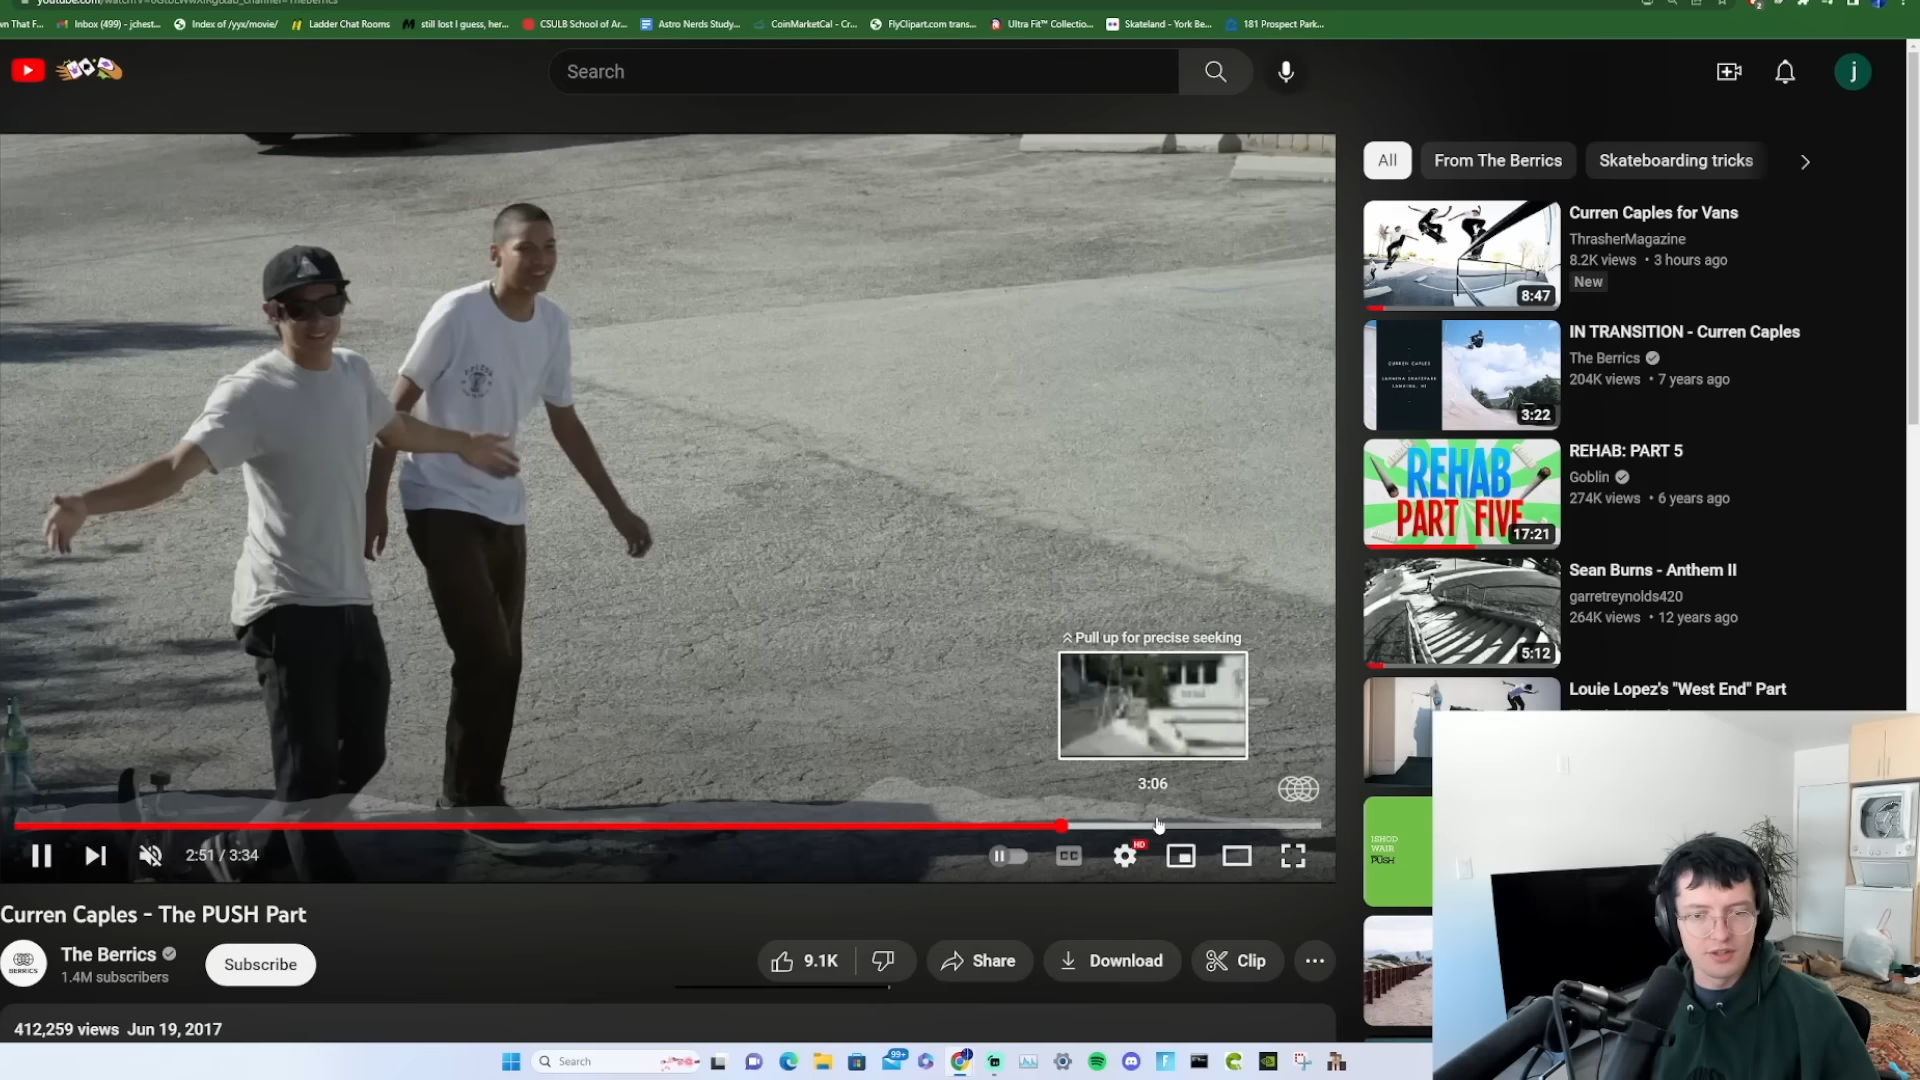 Inbox (499) - jchest...
Index of /yyx/movie/
Ladder Chat Rooms
still lost I guess, her...
CSULB School of Ar...
Astro Nerds Study...
CoinMarketCal - Cr...
FlyClipart.com trans...
Ultra Fit™ Collectio...
Skateland - York Be...
181 Prospect Park...
Search
j
All
From The Berrics
Skateboarding tricks
Curren Caples for Vans
ThrasherMagazine
8.2K views • 3 hours ago
New
8:47
IN TRANSITION - Curren Caples
The Berrics
204K views • 7 years ago
3:22
REHAB: PART 5
Goblin
274K views • 6 years ago
REHAB
PART FIVE
17:21
Sean Burns - Anthem II
garretreynolds420
264K views • 12 years ago
5:12
Louie Lopez's "West End" Part
ISHOD
WAIR
PUSH
Pull up for precise seeking
3:06
2:51 / 3:34
CC
HD
Curren Caples - The PUSH Part
BERRICS
The Berrics
1.4M subscribers
Subscribe
9.1K
Share
Download
Clip
412,259 views Jun 19, 2017
Search
99+